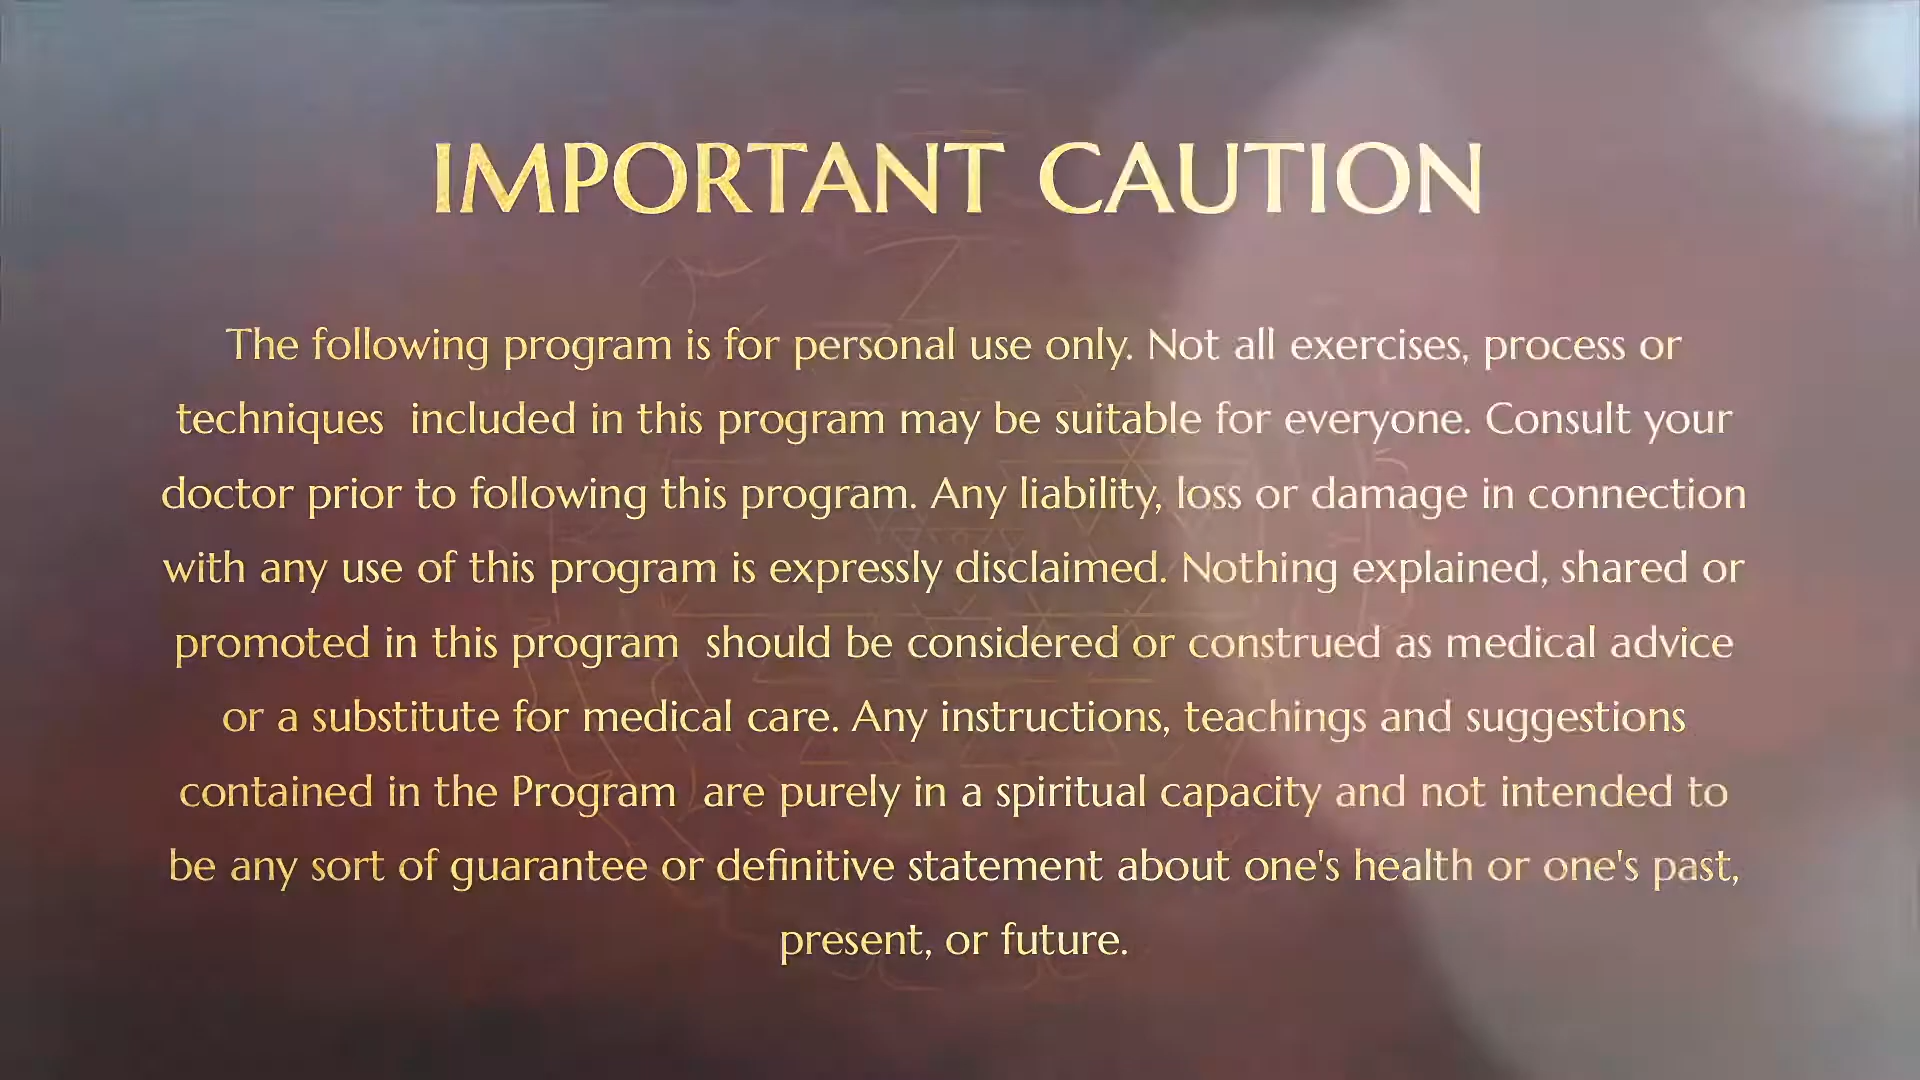 IMPORTANT CAUTION
The following program is for personal use only. Not all exercises, process or
techniques  included in this program may be suitable for everyone. Consult your
doctor prior to following this program. Any liability, loss or damage in connection
with any use of this program is expressly disclaimed. Nothing explained, shared or
promoted in this program  should be considered or construed as medical advice
or a substitute for medical care. Any instructions, teachings and suggestions
contained in the Program  are purely in a spiritual capacity and not intended to
be any sort of guarantee or definitive statement about one's health or one's past,
present, or future.